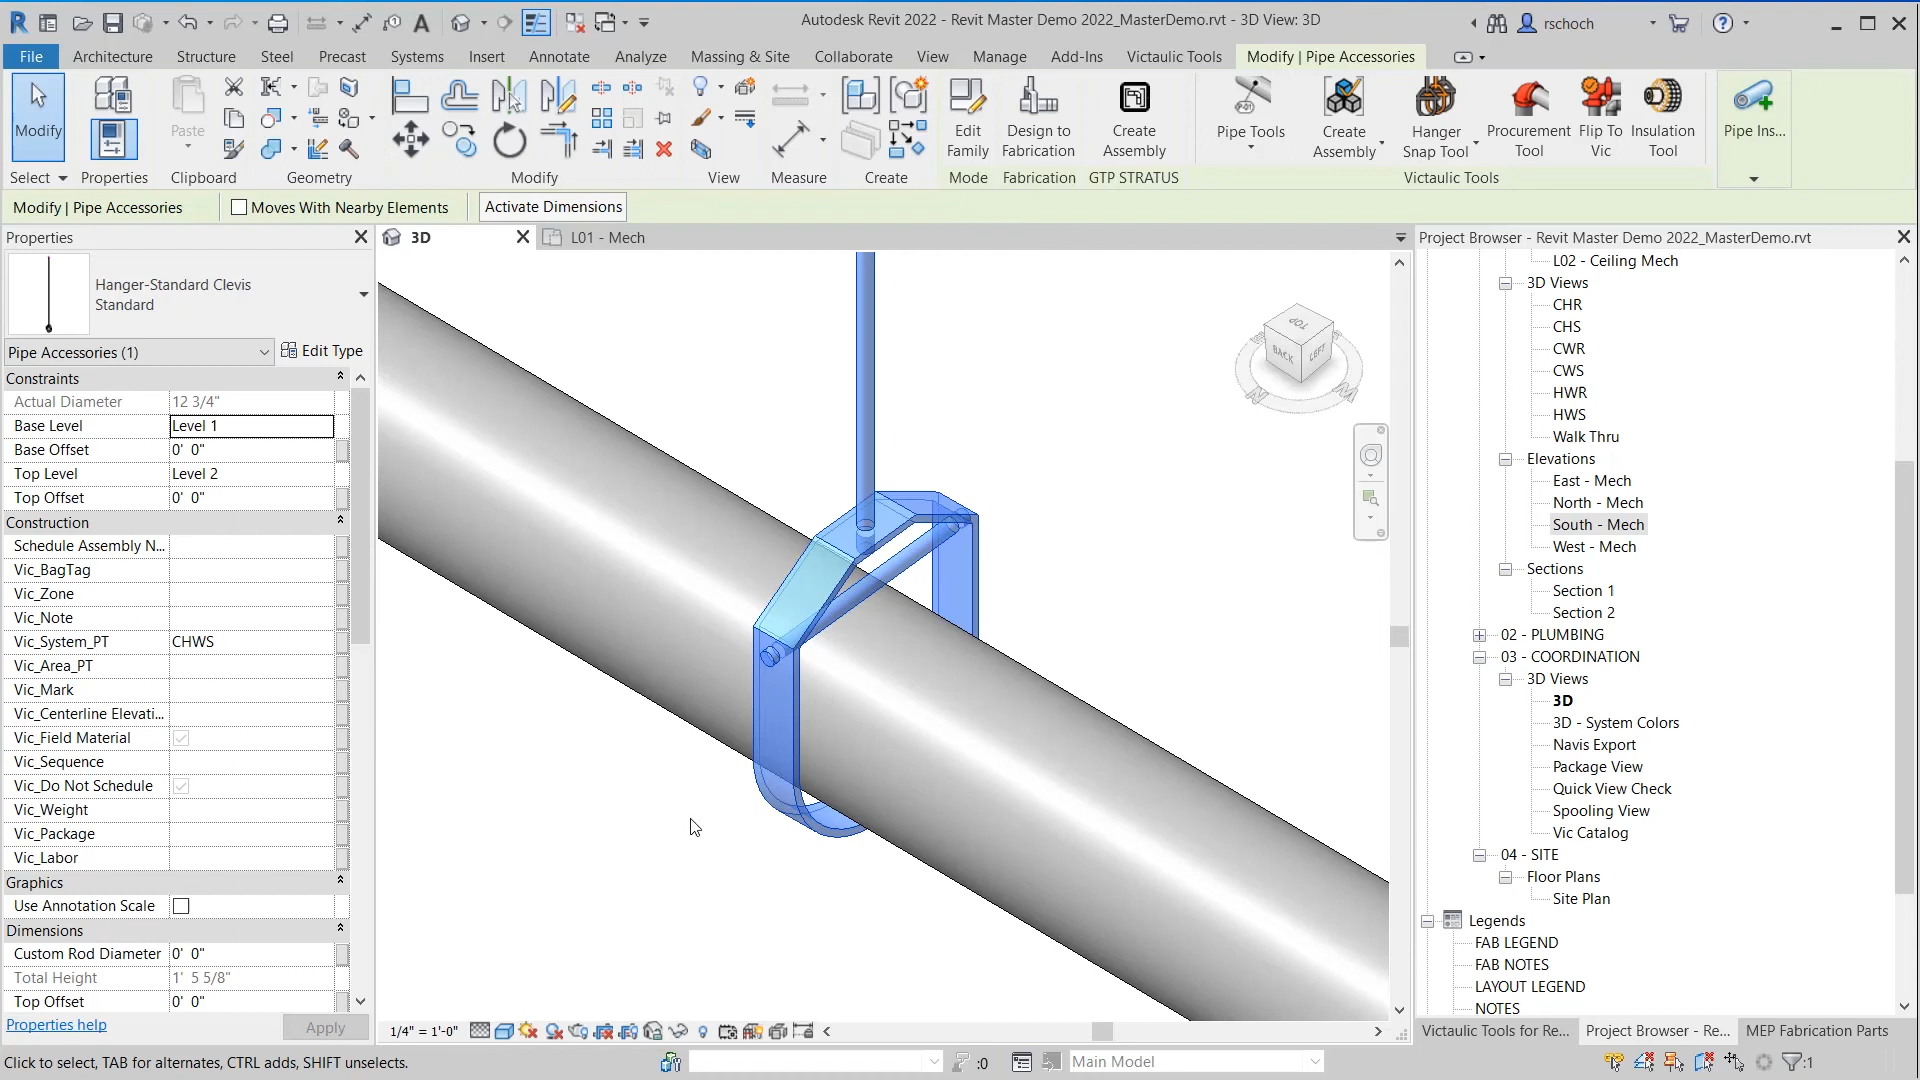 Autodesk Revit 2022 - Revit Master Demo 2022_MasterDemo.rvt - 3D View: 3D
rschoch
File Architecture Structure Steel Precast Systems Insert Annotate Analyze Massing & Site Collaborate View Manage Add-Ins Victaulic Tools Modify | Pipe Accessories
Modify
Paste
Edit Family
Design to Fabrication
Create Assembly
Pipe Tools
Create Assembly
Hanger Snap Tool
Procurement Tool
Flip To Vic
Insulation Tool
Pipe Ins...
Select Properties Clipboard Geometry Modify View Measure Create Mode Fabrication GTP STRATUS Victaulic Tools
Modify | Pipe Accessories Moves With Nearby Elements Activate Dimensions
Properties
Hanger-Standard Clevis
Standard
Pipe Accessories (1) Edit Type
Constraints
Actual Diameter 12 3/4"
Base Level Level 1
Base Offset 0' 0"
Top Level Level 2
Top Offset 0' 0"
Construction
Schedule Assembly N...
Vic_BagTag
Vic_Zone
Vic_Note
Vic_System_PT CHWS
Vic_Area_PT
Vic_Mark
Vic_Centerline Elevati...
Vic_Field Material
Vic_Sequence
Vic_Do Not Schedule
Vic_Weight
Vic_Package
Vic_Labor
Graphics
Use Annotation Scale
Dimensions
Custom Rod Diameter 0' 0"
Total Height 1' 5 5/8"
Top Offset 0' 0"
Properties help Apply
3D L01 - Mech
TOP
BACK
LEFT
N
1/4" = 1'-0"
Project Browser - Revit Master Demo 2022_MasterDemo.rvt
L02 - Ceiling Mech
3D Views
CHR
CHS
CWR
CWS
HWR
HWS
Walk Thru
Elevations
East - Mech
North - Mech
South - Mech
West - Mech
Sections
Section 1
Section 2
02 - PLUMBING
03 - COORDINATION
3D Views
3D
3D - System Colors
Navis Export
Package View
Quick View Check
Spooling View
Vic Catalog
04 - SITE
Floor Plans
Site Plan
Legends
FAB LEGEND
FAB NOTES
LAYOUT LEGEND
NOTES
Victaulic Tools for Re... Project Browser - Re... MEP Fabrication Parts
Click to select, TAB for alternates, CTRL adds, SHIFT unselects.
:0
Main Model
:1